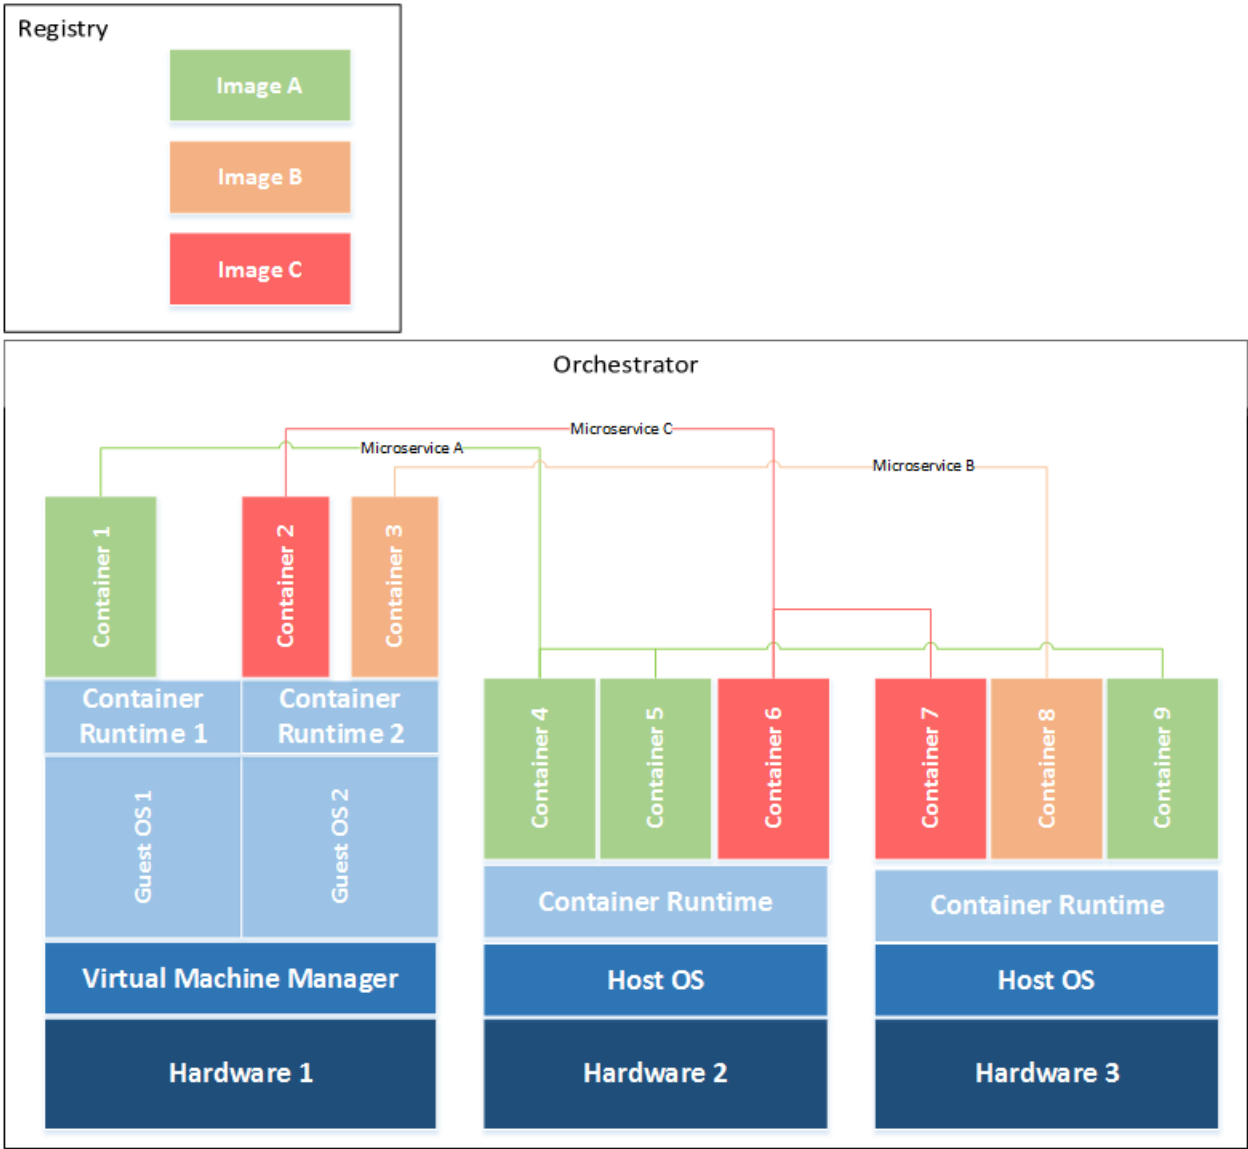 Registry
Image A
Image B
Image C
Orchestrator
Microservice C
Microservice A
Microservice B
Container 1
Container 2
Container 3
Container
Runtime 1
Container
Runtime 2
Guest OS 1
Guest OS 2
Virtual Machine Manager
Hardware 1
Container 4
Container 5
Container 6
Container Runtime
Host OS
Hardware 2
Container 7
Container 8
Container 9
Container Runtime
Host OS
Hardware 3